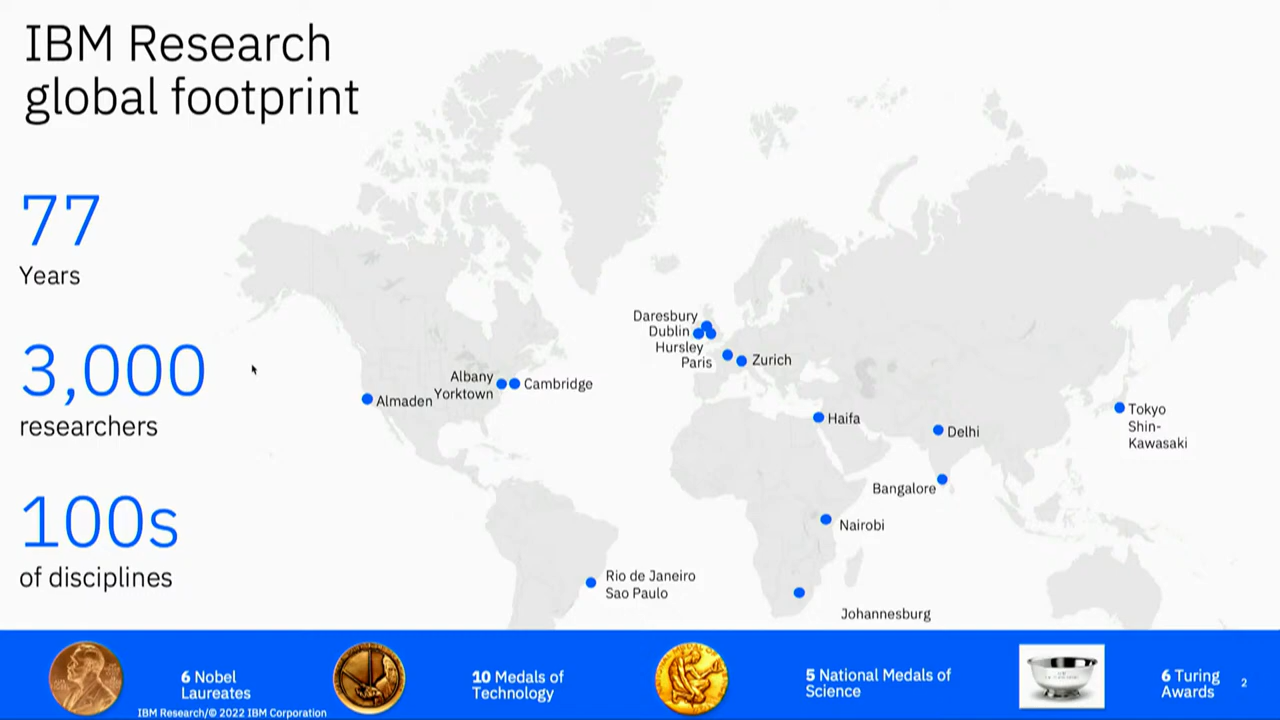 IBM Research
global footprint
77
Years
3,000
researchers
100s
of disciplines
Daresbury
Dublin
Hursley
Paris
Zurich
Albany
Yorktown
Cambridge
Almaden
Haifa
Delhi
Tokyo
Shin-
Kawasaki
Bangalore
Nairobi
Rio de Janeiro
Sao Paulo
Johannesburg
6 Nobel
Laureates
10 Medals of
Technology
5 National Medals of
Science
6 Turing
Awards
2
IBM Research/© 2022 IBM Corporation